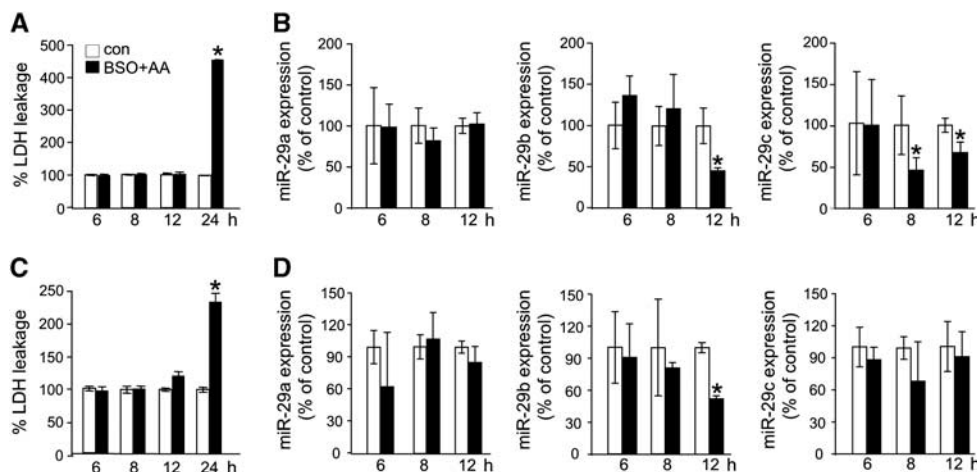 A
% LDH leakage
500
400
300
200
100
0
con
BSO+AA
*
6 8 12 24 h
B
miR-29a expression
(% of control)
200
150
100
50
0
6 8 12 h
miR-29b expression
(% of control)
200
150
100
50
0
*
6 8 12 h
miR-29c expression
(% of control)
200
150
100
50
0
* *
6 8 12 h
C
% LDH leakage
250
200
150
100
50
0
*
6 8 12 24 h
D
miR-29a expression
(% of control)
150
120
90
60
30
0
6 8 12 h
miR-29b expression
(% of control)
150
120
90
60
30
0
*
6 8 12 h
miR-29c expression
(% of control)
150
120
90
60
30
0
6 8 12 h